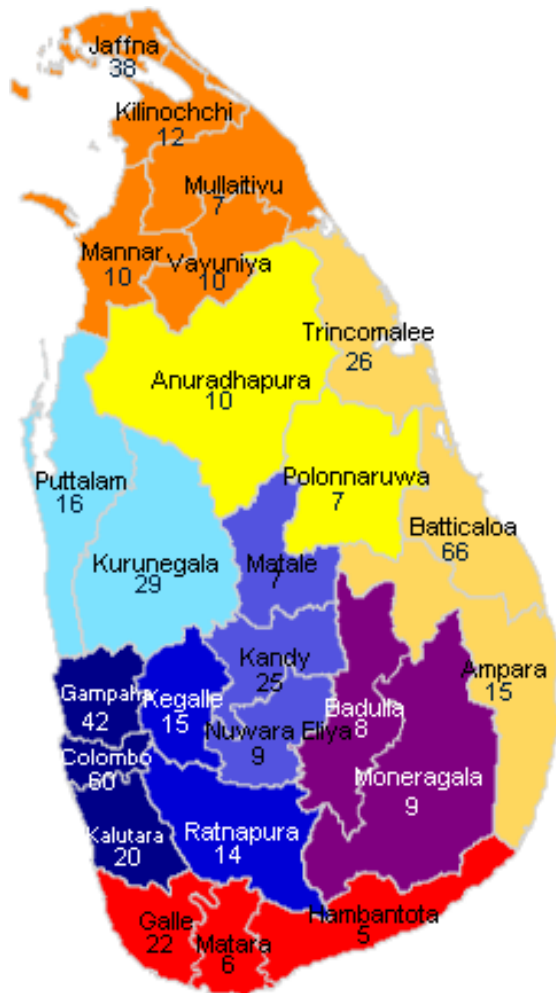 Jaffna
38
Kilinochchi
12
Mullaitivu
7
Mannar
10
Vavuniya
10
Trincomalee
26
Anuradhapura
10
Polonnaruwa
7
Puttalam
16
Batticaloa
66
Kurunegala
29
Matale
7
Kandy
25
Ampara
15
Gampaha
42
Kegalle
15
Nuwara Eliya
9
Badulla
8
Colombo
60
Moneragala
9
Kalutara
20
Ratnapura
14
Galle
22
Matara
6
Hambantota
5